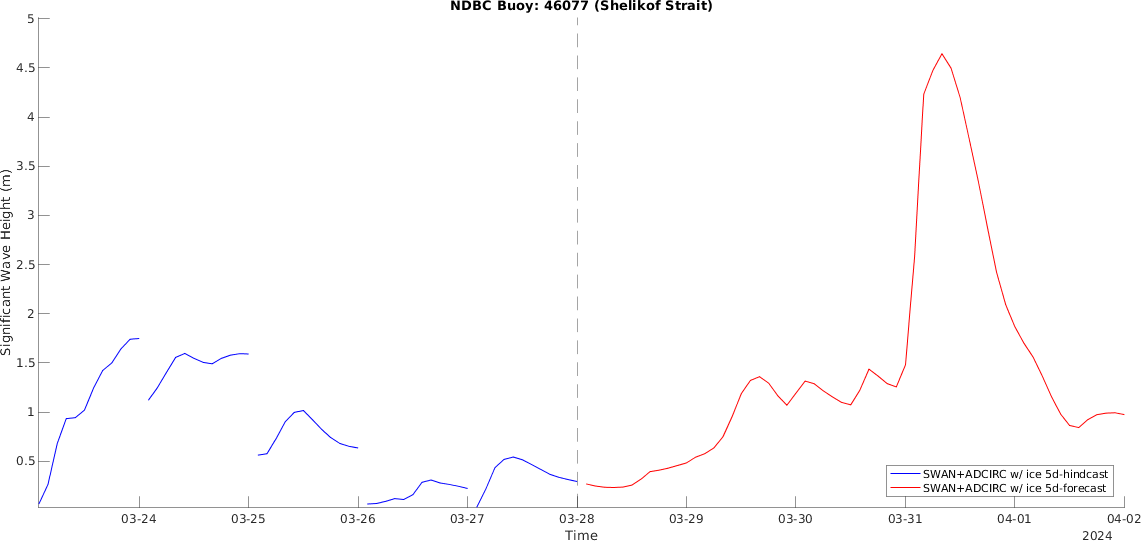 NDBC Buoy: 46077 (Shelikof Strait)
5
4.5
4
3.5
3
2.5
2
1.5
1
0.5
Significant Wave Height (m)
SWAN+ADCIRC w/ ice 5d-hindcast
SWAN+ADCIRC w/ ice 5d-forecast
03-24 03-25 03-26 03-27 03-28 03-29 03-30 03-31 04-01 04-02
Time 2024